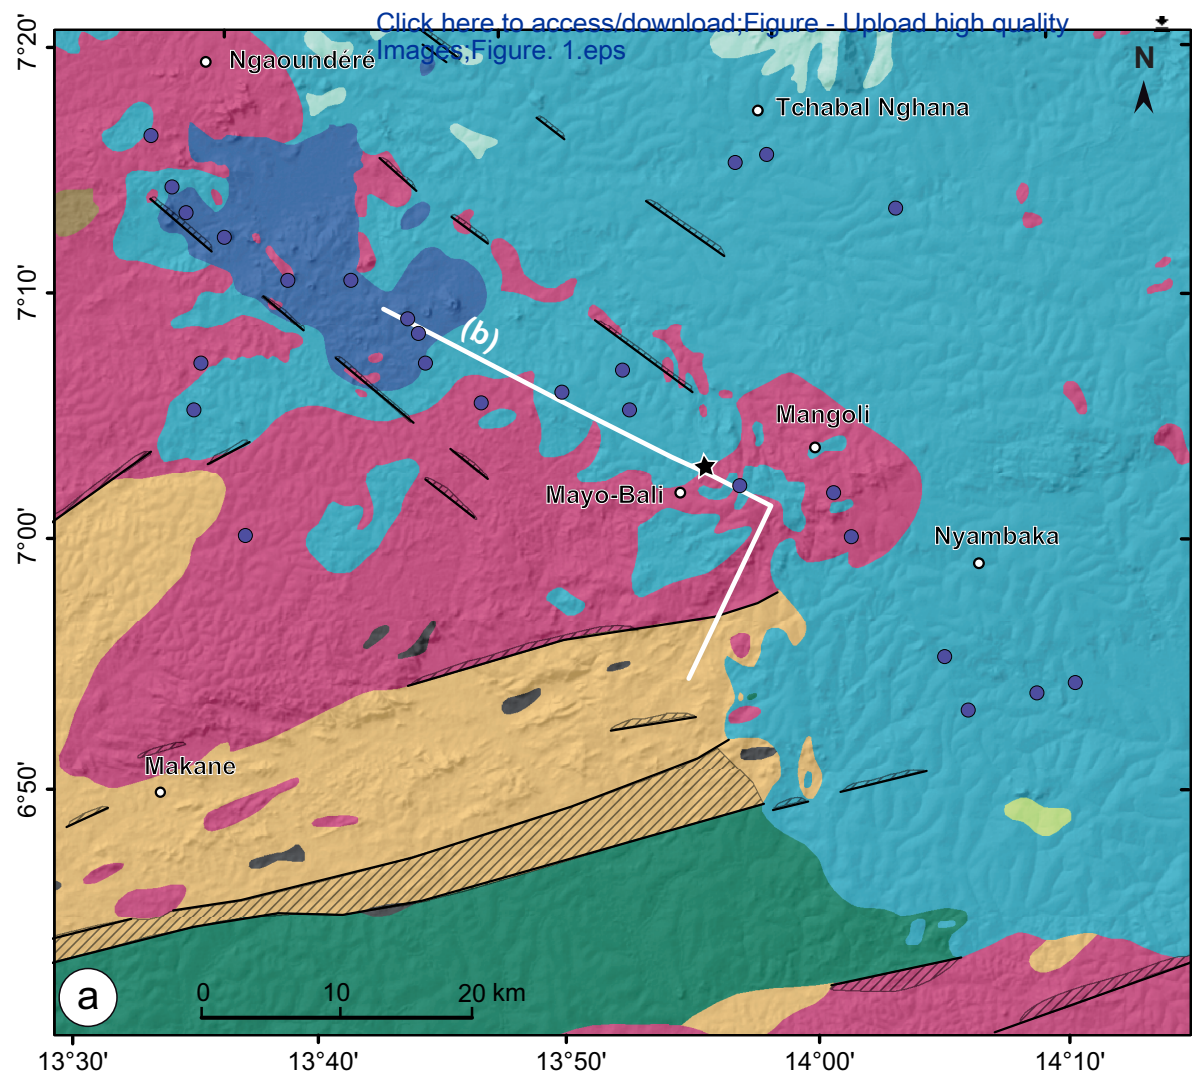 Click here to access/download;Figure - Upload high quality
Images;Figure. 1.eps
7°20'
Ngaoundéré
N
Tchabal Nghana
7°10'
(b)
Mangoli
Mayo-Bali
7°00'
Nyambaka
6°50'
Makane
a
0 10 20 km
13°30' 13°40' 13°50' 14°00' 14°10'